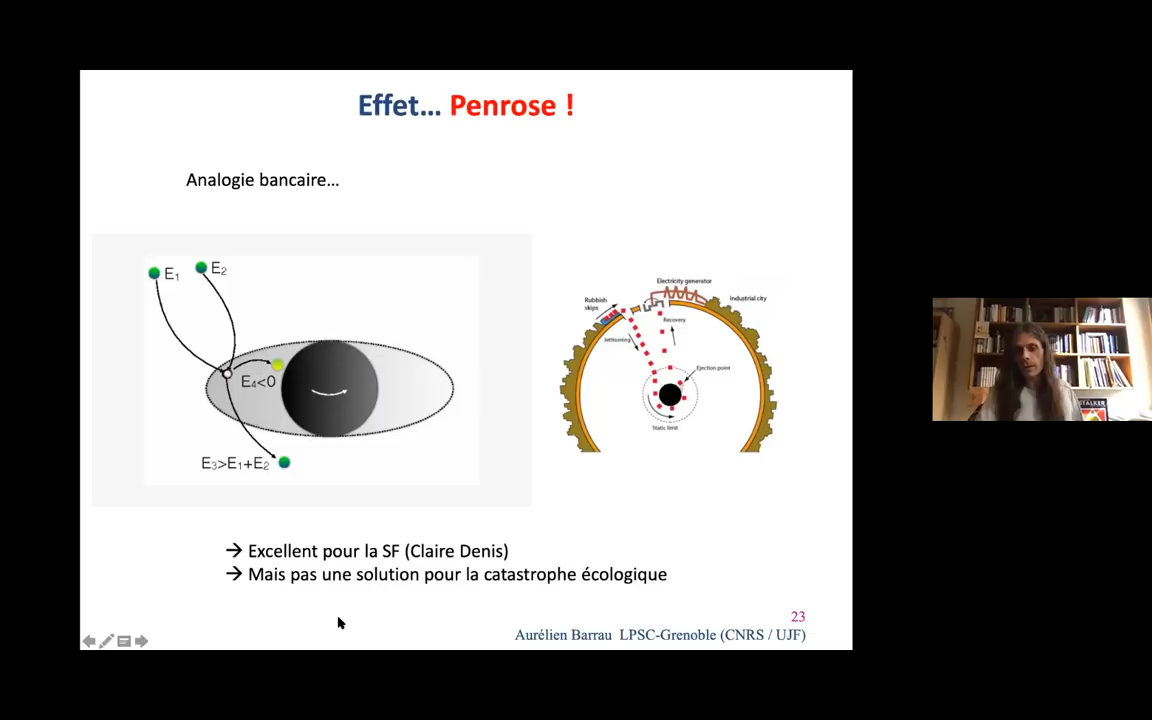 Effet… Penrose !
Analogie bancaire…
E₁
E₂
E₄<0
E₃>E₁+E₂
Electricity generator
Rubbish
skips
Industrial city
Recovery
Jettisoning
Ejection point
Static limit
→ Excellent pour la SF (Claire Denis)
→ Mais pas une solution pour la catastrophe écologique
23
Aurélien Barrau LPSC-Grenoble (CNRS / UJF)
STALKER